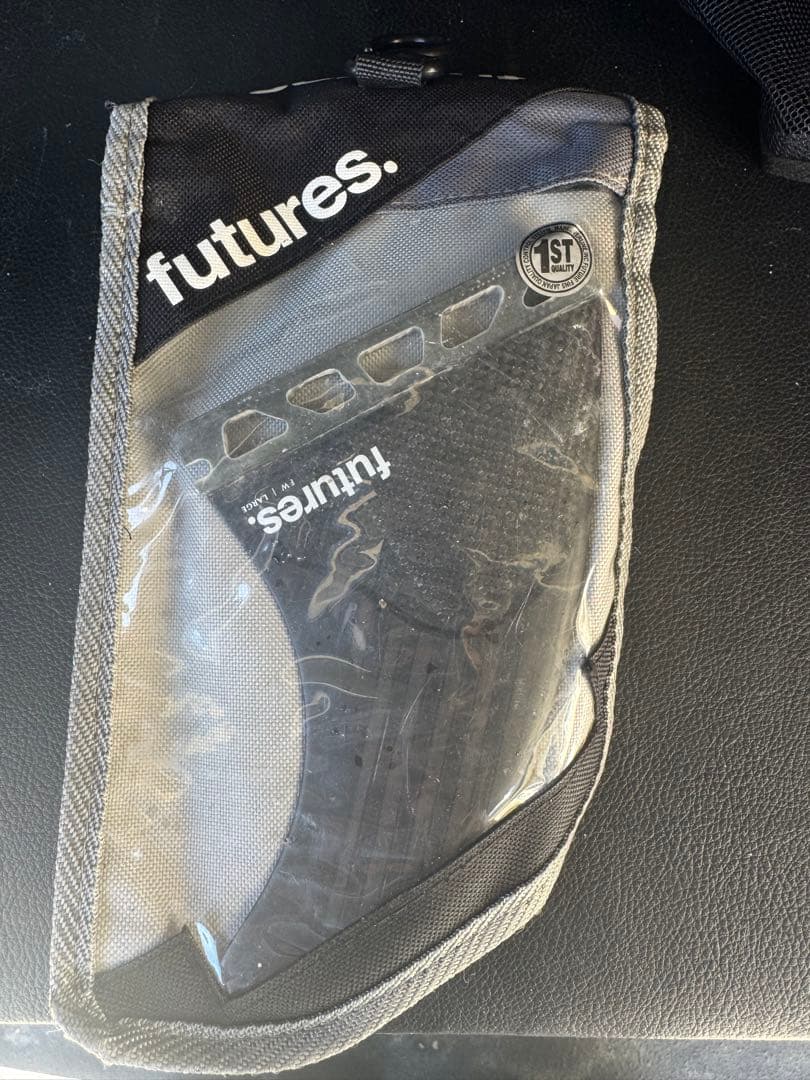 futures.
1ST
QUALITY
futures.
FW | LARGE